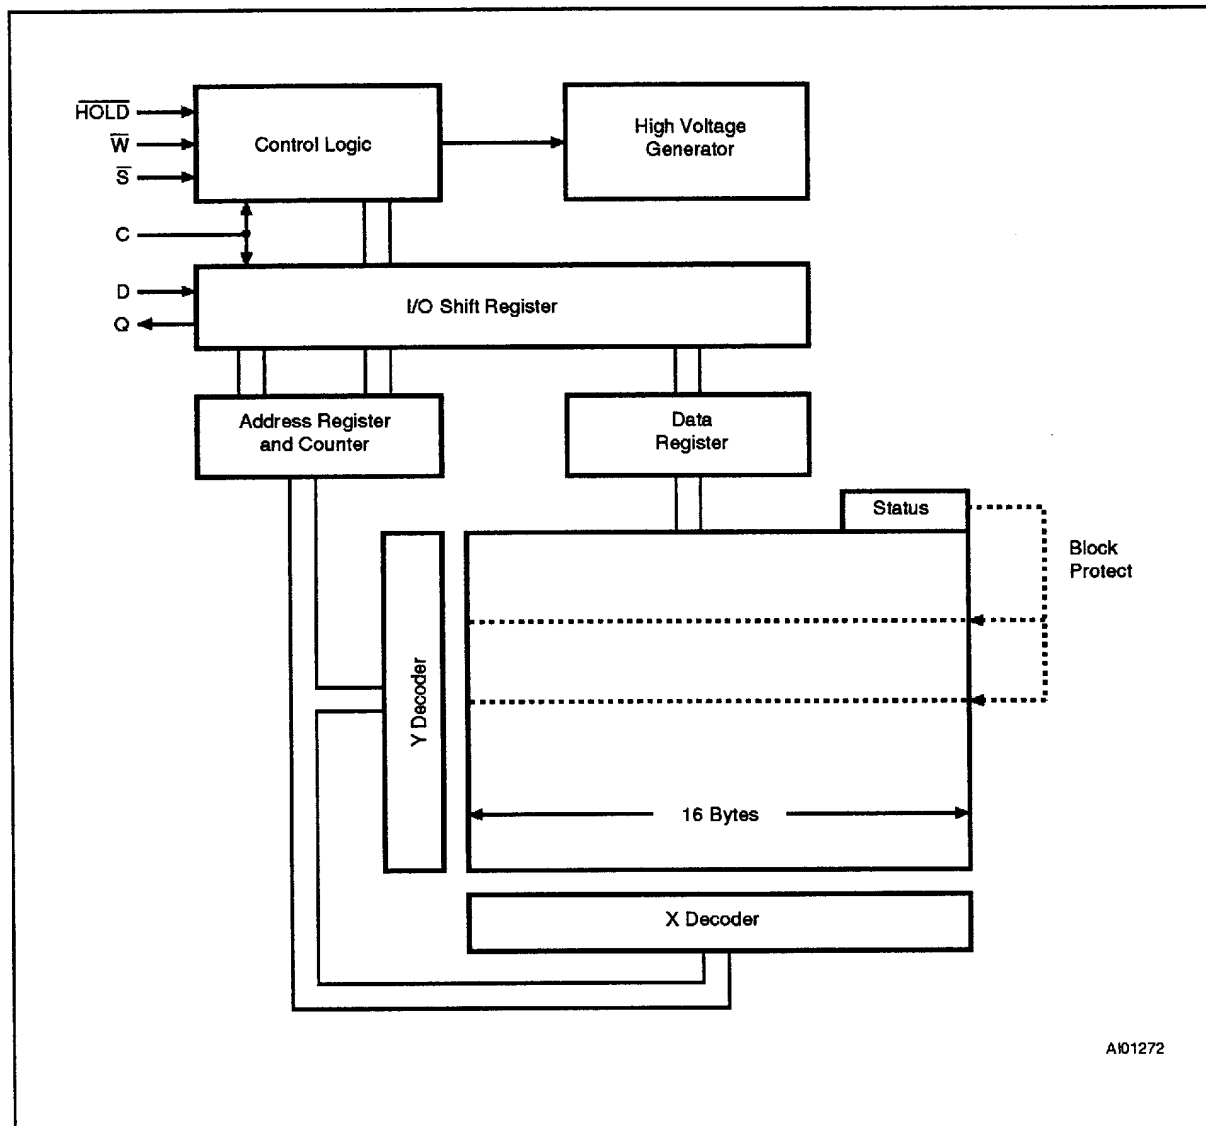 HOLD
W
S
C
D
Q
Control Logic
High Voltage
Generator
I/O Shift Register
Address Register
and Counter
Data
Register
Status
Block
Protect
Y Decoder
16 Bytes
X Decoder
AI01272